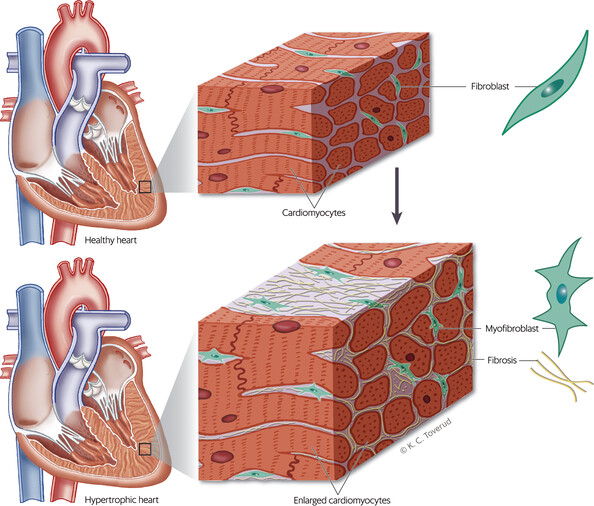 Fibroblast
Cardiomyocytes
Healthy heart
Myofibroblast
Fibrosis
© K. C. Toverud
Hypertrophic heart
Enlarged cardiomyocytes